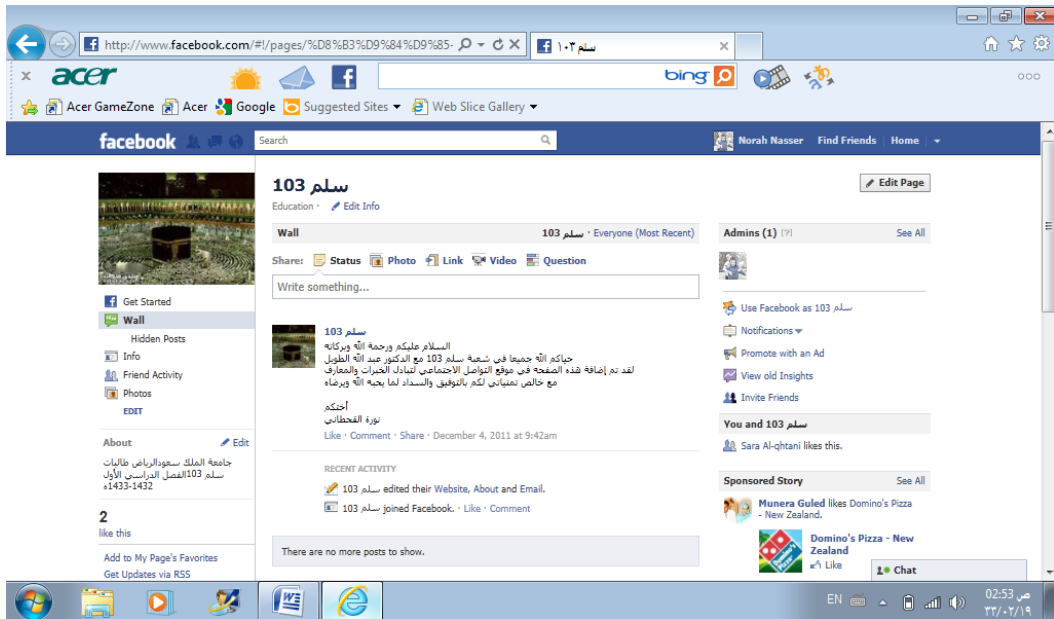 http://www.facebook.com/#!/pages/%D8%B3%D9%84%D9%85-
سلم ١٠٣
acer
bing
Acer GameZone Acer Google Suggested Sites Web Slice Gallery
facebook
Search
Norah Nasser Find Friends Home
سلم 103
Edit Page
Education · Edit Info
Wall
سلم 103 · Everyone (Most Recent)
Share: Status Photo Link Video Question
Write something...
سلم 103
السلام عليكم ورحمة الله وبركاته
حياكم الله جميعا في شعبة سلم 103 مع الدكتور عبد الله الطويل
لقد تم إضافة هذه الصفحه في موقع التواصل الاجتماعي لتبادل الخبرات والمعارف
مع خالص تمنياتي لكم بالتوفيق والسداد لما يحبه الله ويرضاه
أختكم
نورة القحطاني
Like · Comment · Share · December 4, 2011 at 9:42am
RECENT ACTIVITY
سلم 103 edited their Website, About and Email.
سلم 103 joined Facebook. · Like · Comment
There are no more posts to show.
Get Started
Wall
Hidden Posts
Info
Friend Activity
Photos
EDIT
About
Edit
جامعة الملك سعودالرياض طالبات
سلم 103الفصل الدراسي الأول
1433-1432ه
2
like this
Add to My Page's Favorites
Get Updates via RSS
Admins (1) [?]
See All
Use Facebook as سلم 103
Notifications
Promote with an Ad
View old Insights
Invite Friends
You and سلم 103
Sara Al-qhtani likes this.
Sponsored Story
See All
Munera Guled likes Domino's Pizza
- New Zealand.
Domino's Pizza - New
Zealand
Like
1 Chat
EN
02:53 ص
٣٣/٠٢/١٩